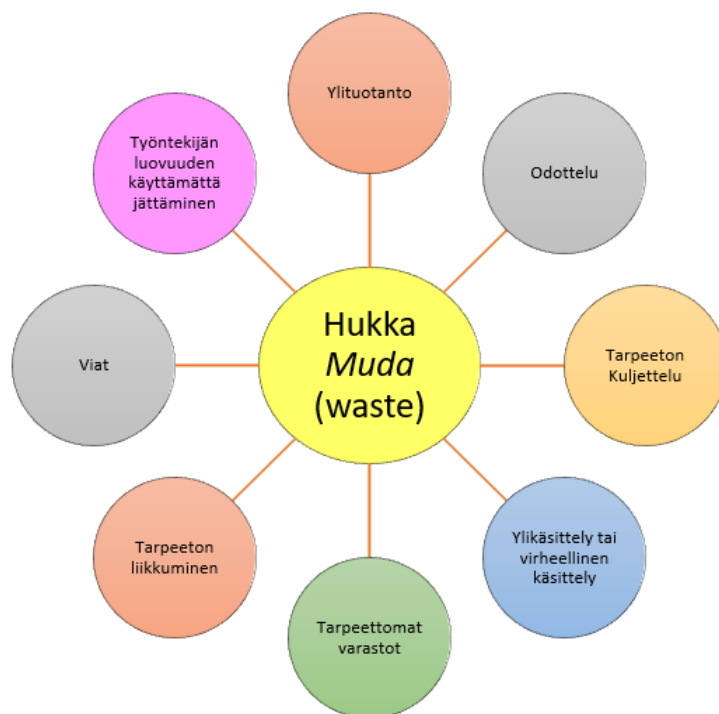 Ylituotanto
Odottelu
Tarpeeton
Kuljettelu
Ylikäsittely tai
virheellinen
käsittely
Tarpeettomat
varastot
Tarpeeton
liikkuminen
Viat
Työntekijän
luovuuden
käyttämättä
jättäminen
Hukka
Muda
(waste)